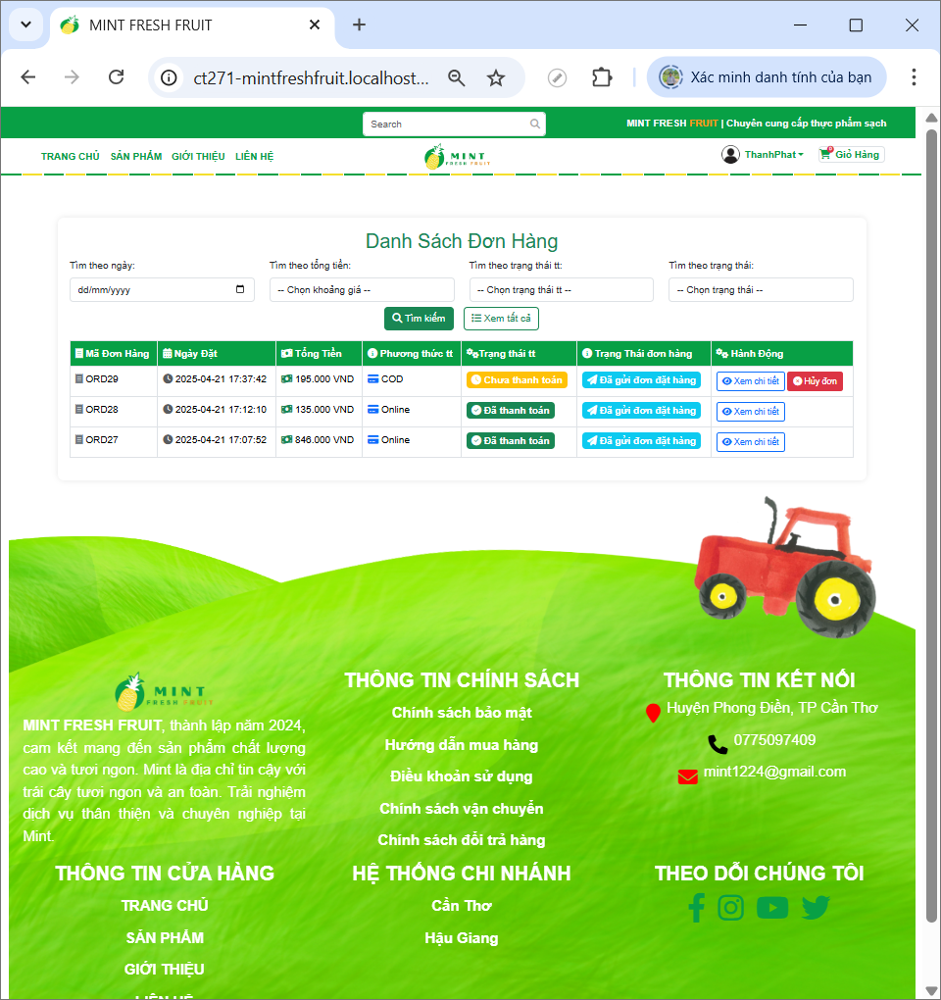 MINT FRESH FRUIT
ct271-mintfreshfruit.localhost...
Xác minh danh tính của bạn
Search
MINT FRESH FRUIT | Chuyên cung cấp thực phẩm sạch
TRANG CHỦ SẢN PHẨM GIỚI THIỆU LIÊN HỆ
MINT
FRESH FRUIT
ThanhPhat
0
Giỏ Hàng
Danh Sách Đơn Hàng
Tìm theo ngày: Tìm theo tổng tiền: Tìm theo trạng thái tt: Tìm theo trạng thái:
dd/mm/yyyy -- Chọn khoảng giá -- -- Chọn trạng thái tt -- -- Chọn trạng thái --
Tìm kiếm Xem tất cả
Mã Đơn Hàng Ngày Đặt Tổng Tiền Phương thức tt Trạng thái tt Trạng Thái đơn hàng Hành Động
ORD29 2025-04-21 17:37:42 195.000 VND COD Chưa thanh toán Đã gửi đơn đặt hàng Xem chi tiết Hủy đơn
ORD28 2025-04-21 17:12:10 135.000 VND Online Đã thanh toán Đã gửi đơn đặt hàng Xem chi tiết
ORD27 2025-04-21 17:07:52 846.000 VND Online Đã thanh toán Đã gửi đơn đặt hàng Xem chi tiết
MINT
FRESH FRUIT
MINT FRESH FRUIT, thành lập năm 2024,
cam kết mang đến sản phẩm chất lượng
cao và tươi ngon. Mint là địa chỉ tin cậy với
trái cây tươi ngon và an toàn. Trải nghiệm
dịch vụ thân thiện và chuyên nghiệp tại
Mint.
THÔNG TIN CHÍNH SÁCH
Chính sách bảo mật
Hướng dẫn mua hàng
Điều khoản sử dụng
Chính sách vận chuyển
Chính sách đổi trả hàng
THÔNG TIN KẾT NỐI
Huyện Phong Điền, TP Cần Thơ
0775097409
mint1224@gmail.com
THÔNG TIN CỬA HÀNG
TRANG CHỦ
SẢN PHẨM
GIỚI THIỆU
LIÊN HỆ
HỆ THỐNG CHI NHÁNH
Cần Thơ
Hậu Giang
THEO DÕI CHÚNG TÔI